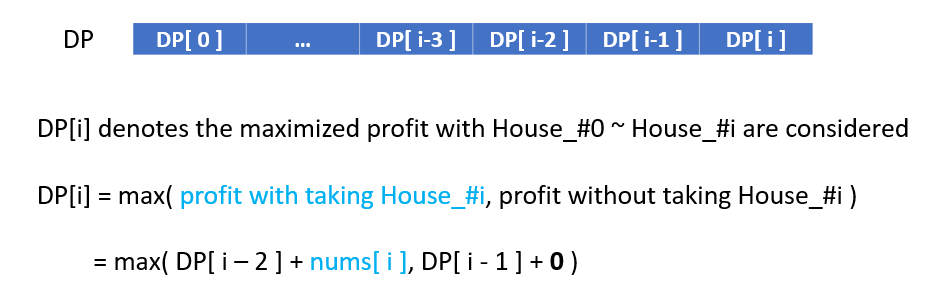 DP DP[ 0 ] ... DP[ i-3 ] DP[ i-2 ] DP[ i-1 ] DP[ i ]
DP[i] denotes the maximized profit with House_#0 ~ House_#i are considered
DP[i] = max( profit with taking House_#i, profit without taking House_#i )
= max( DP[ i – 2 ] + nums[ i ], DP[ i - 1 ] + 0 )